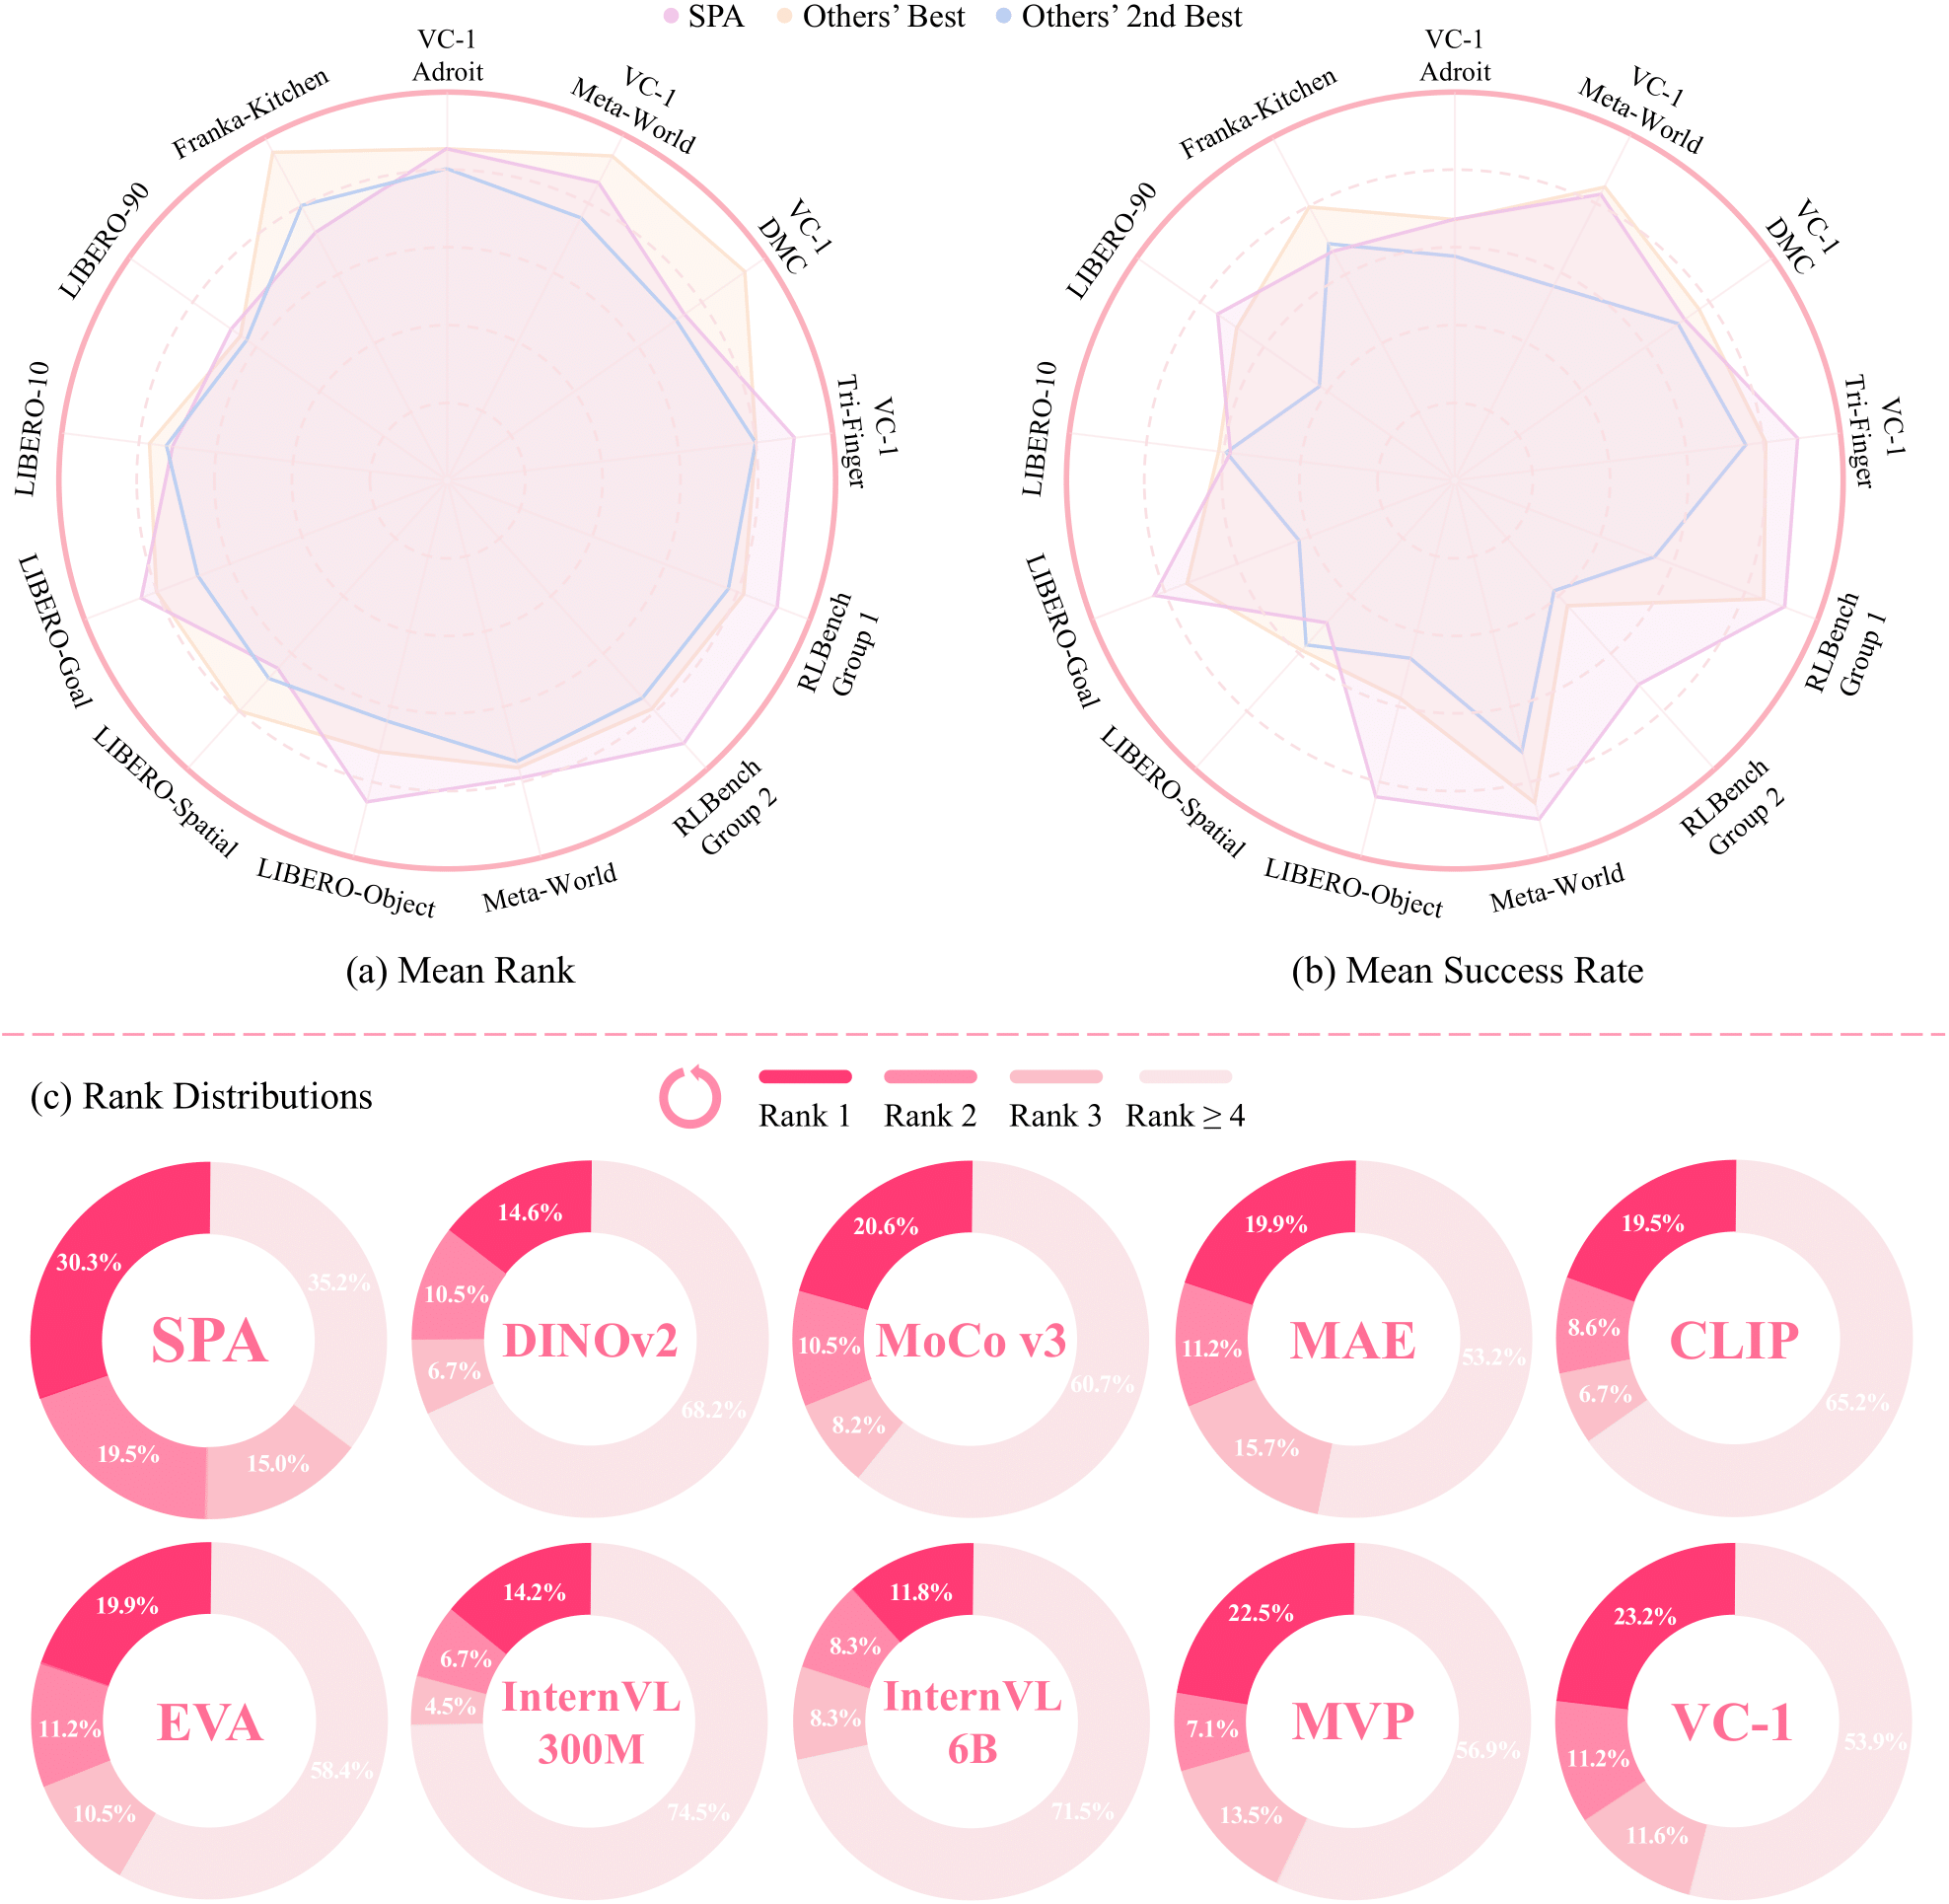 SPA
Others’ Best
Others’ 2nd Best
VC-1
Adroit
VC-1
Meta-World
VC-1
DMC
VC-1
Tri-Finger
RLBench
Group 1
RLBench
Group 2
Meta-World
LIBERO-Object
LIBERO-Spatial
LIBERO-Goal
LIBERO-10
LIBERO-90
Franka-Kitchen
(a) Mean Rank
VC-1
Adroit
VC-1
Meta-World
VC-1
DMC
VC-1
Tri-Finger
RLBench
Group 1
RLBench
Group 2
Meta-World
LIBERO-Object
LIBERO-Spatial
LIBERO-Goal
LIBERO-10
LIBERO-90
Franka-Kitchen
(b) Mean Success Rate
(c) Rank Distributions
Rank 1
Rank 2
Rank 3
Rank ≥ 4
SPA
30.3%
19.5%
15.0%
35.2%
DINOv2
14.6%
10.5%
6.7%
68.2%
MoCo v3
20.6%
10.5%
8.2%
60.7%
MAE
19.9%
11.2%
15.7%
53.2%
CLIP
19.5%
8.6%
6.7%
65.2%
EVA
19.9%
11.2%
10.5%
58.4%
InternVL
300M
14.2%
6.7%
4.5%
74.5%
InternVL
6B
11.8%
8.3%
8.3%
71.5%
MVP
22.5%
7.1%
13.5%
56.9%
VC-1
23.2%
11.2%
11.6%
53.9%